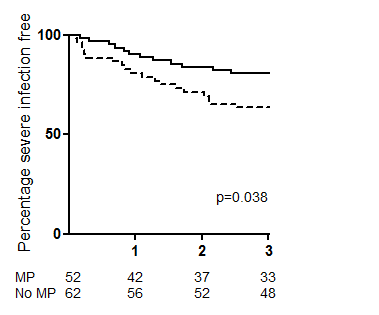 Percentage severe infection free
100
50
0
p=0.038
1 2 3
MP 52 42 37 33
No MP 62 56 52 48